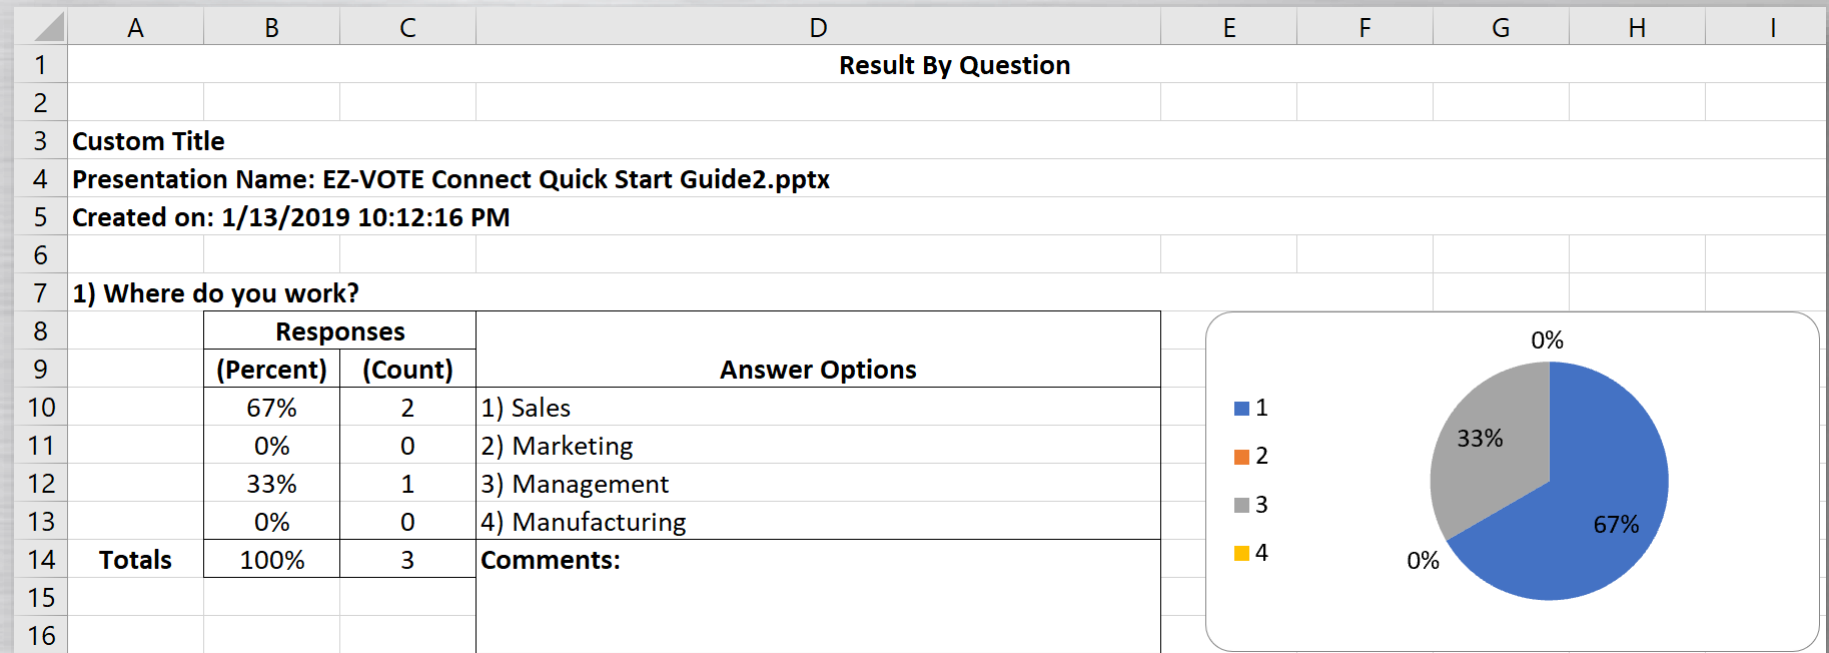 A B C D E F G H I
1 Result By Question
2
3 Custom Title
4 Presentation Name: EZ-VOTE Connect Quick Start Guide2.pptx
5 Created on: 1/13/2019 10:12:16 PM
6
7 1) Where do you work?
8 Responses
9 (Percent) (Count) Answer Options
10 67% 2 1) Sales
11 0% 0 2) Marketing
12 33% 1 3) Management
13 0% 0 4) Manufacturing
14 Totals 100% 3 Comments:
15
16
0%
1
33%
2
3
67%
4
0%